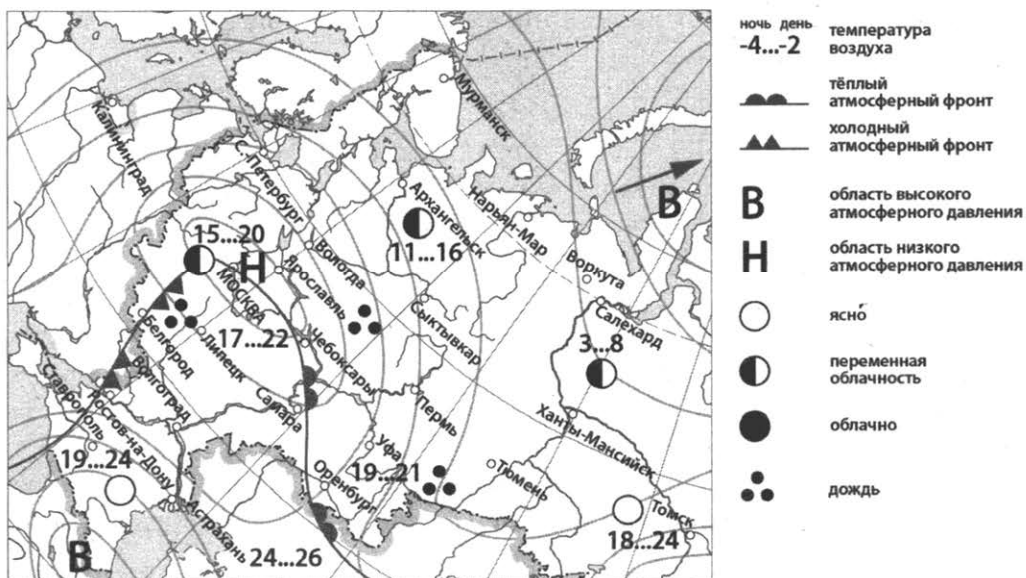 Мурманск
Калининград
С.-Петербург
Архангельск
Нарьян-Мар
В
15...20
11...16
Вологда
Воркута
Н
Ярославль
МОСКВА
Салехард
Сыктывкар
Белгород
17...22
Чебоксары
3...8
Липецк
Волгоград
Самара
Пермь
Ханты-Мансийск
Ставрополь
Ростов-на-Дону
Уфа
19...24
19...21
Тюмень
Оренбург
Томск
Астрахань
18...24
В
24...26
ночь день
-4...-2
температура
воздуха
тёплый
атмосферный фронт
холодный
атмосферный фронт
В
область высокого
атмосферного давления
Н
область низкого
атмосферного давления
ясно
переменная
облачность
облачно
дождь